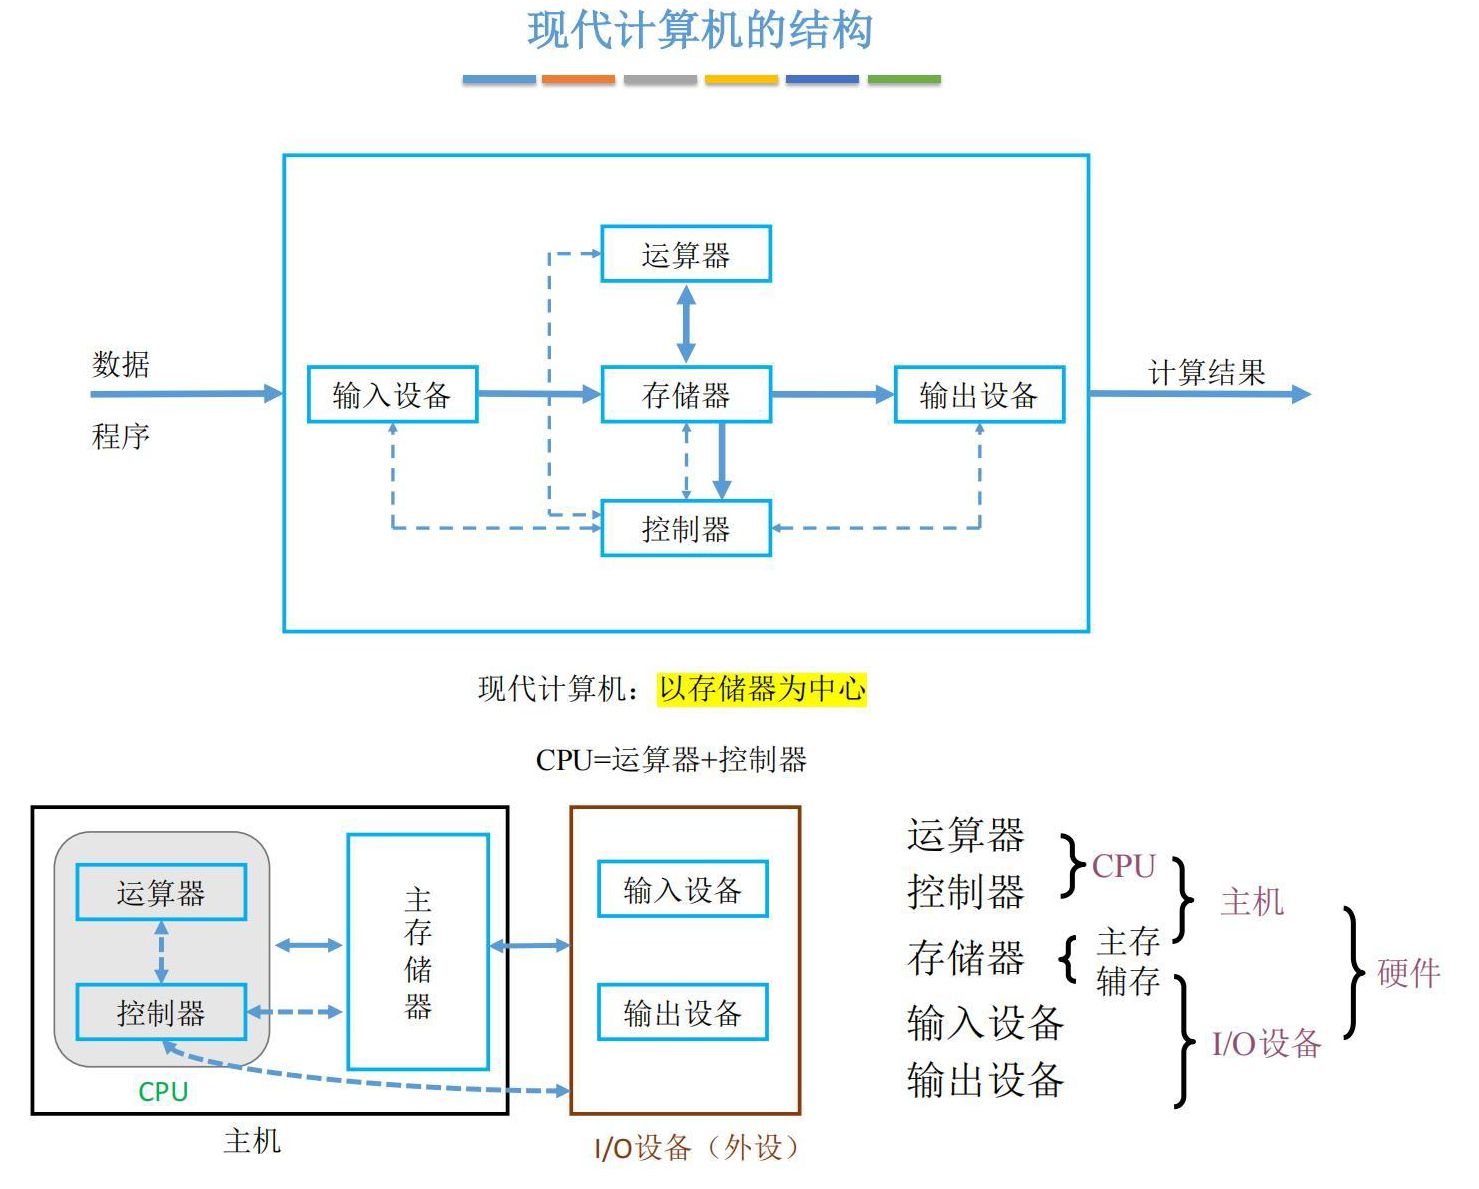 现代计算机的结构
运算器
数据
计算结果
输入设备
存储器
输出设备
程序
控制器
现代计算机：以存储器为中心
CPU=运算器+控制器
运算器
控制器
CPU
主机
主存储器
输入设备
输出设备
I/O设备（外设）
运算器
控制器
CPU
主机
存储器
主存
辅存
硬件
输入设备
输出设备
I/O设备